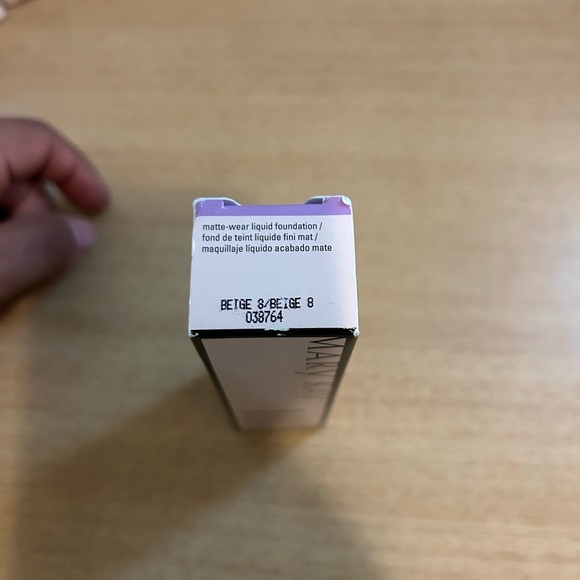 matte-wear liquid foundation /
fond de teint liquide fini mat /
maquillaje líquido acabado mate
BEIGE 8/BEIGE 8
038764
MARY